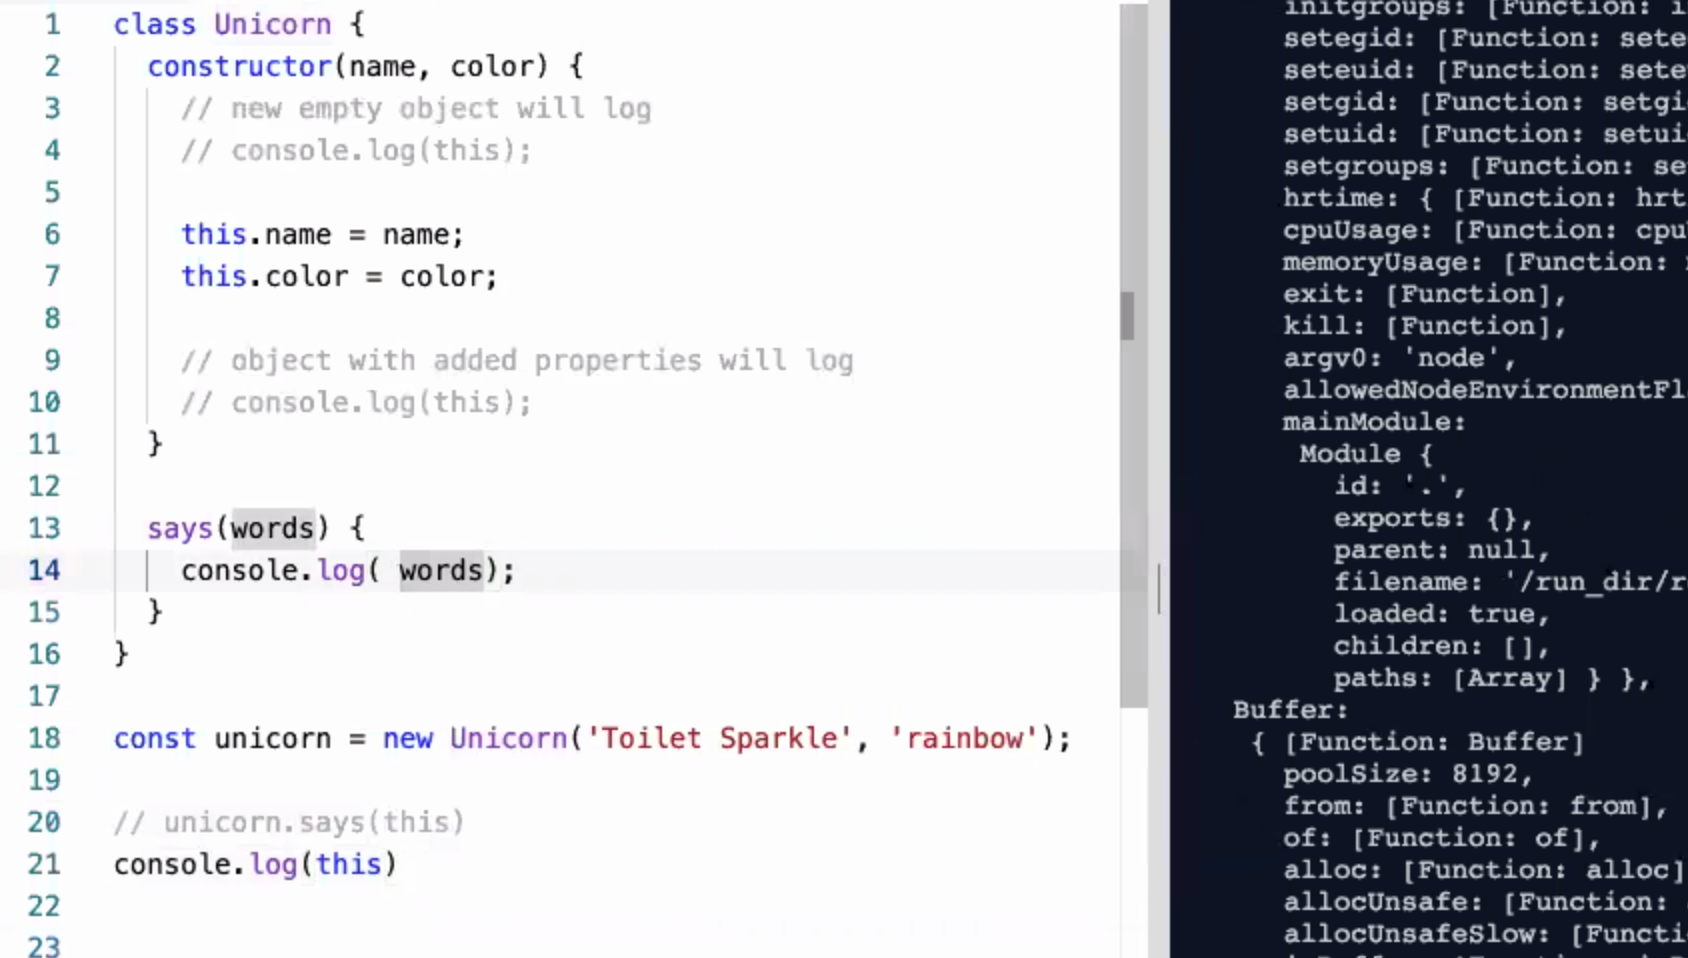 1 class Unicorn {
2 constructor(name, color) {
3 // new empty object will log
4 // console.log(this);
5
6 this.name = name;
7 this.color = color;
8
9 // object with added properties will log
10 // console.log(this);
11 }
12
13 says(words) {
14 console.log( words);
15 }
16 }
17
18 const unicorn = new Unicorn('Toilet Sparkle', 'rainbow');
19
20 // unicorn.says(this)
21 console.log(this)
22
23
initgroups: [Function: i
setegid: [Function: sete
seteuid: [Function: sete
setgid: [Function: setgi
setuid: [Function: setui
setgroups: [Function: se
hrtime: { [Function: hrt
cpuUsage: [Function: cpu
memoryUsage: [Function:
exit: [Function],
kill: [Function],
argv0: 'node',
allowedNodeEnvironmentFl
mainModule:
Module {
id: '.',
exports: {},
parent: null,
filename: '/run_dir/r
loaded: true,
children: [],
paths: [Array] } },
Buffer:
{ [Function: Buffer]
poolSize: 8192,
from: [Function: from],
of: [Function: of],
alloc: [Function: alloc]
allocUnsafe: [Function:
allocUnsafeSlow: [Functi